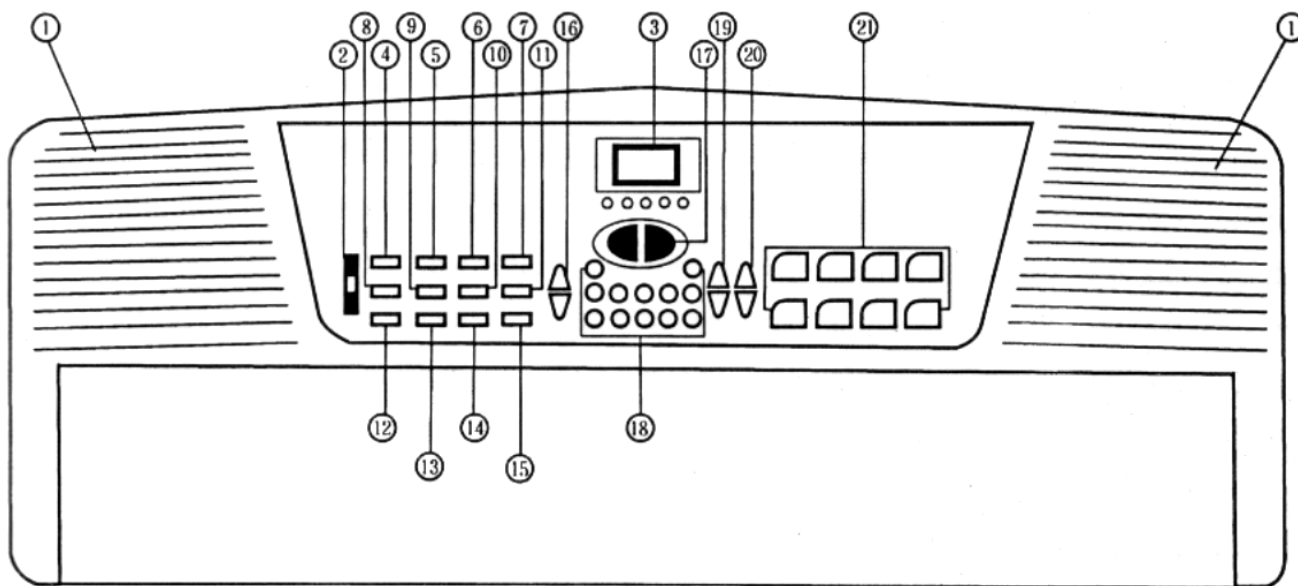 ① ⑧ ⑨ ⑥ ⑦ ⑯ ③ ⑲ ㉑ ①
② ④ ⑤ ⑩ ⑪ ⑰ ⑳
⑫ ⑭ ⑱
⑬ ⑮